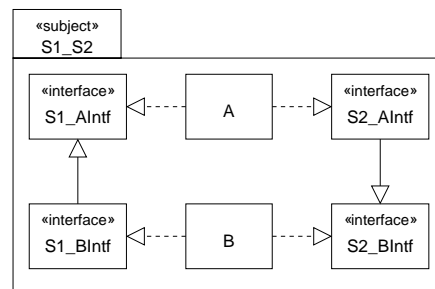 «subject»
S1_S2
«interface»
S1_AIntf
A
«interface»
S2_AIntf
«interface»
S1_BIntf
B
«interface»
S2_BIntf